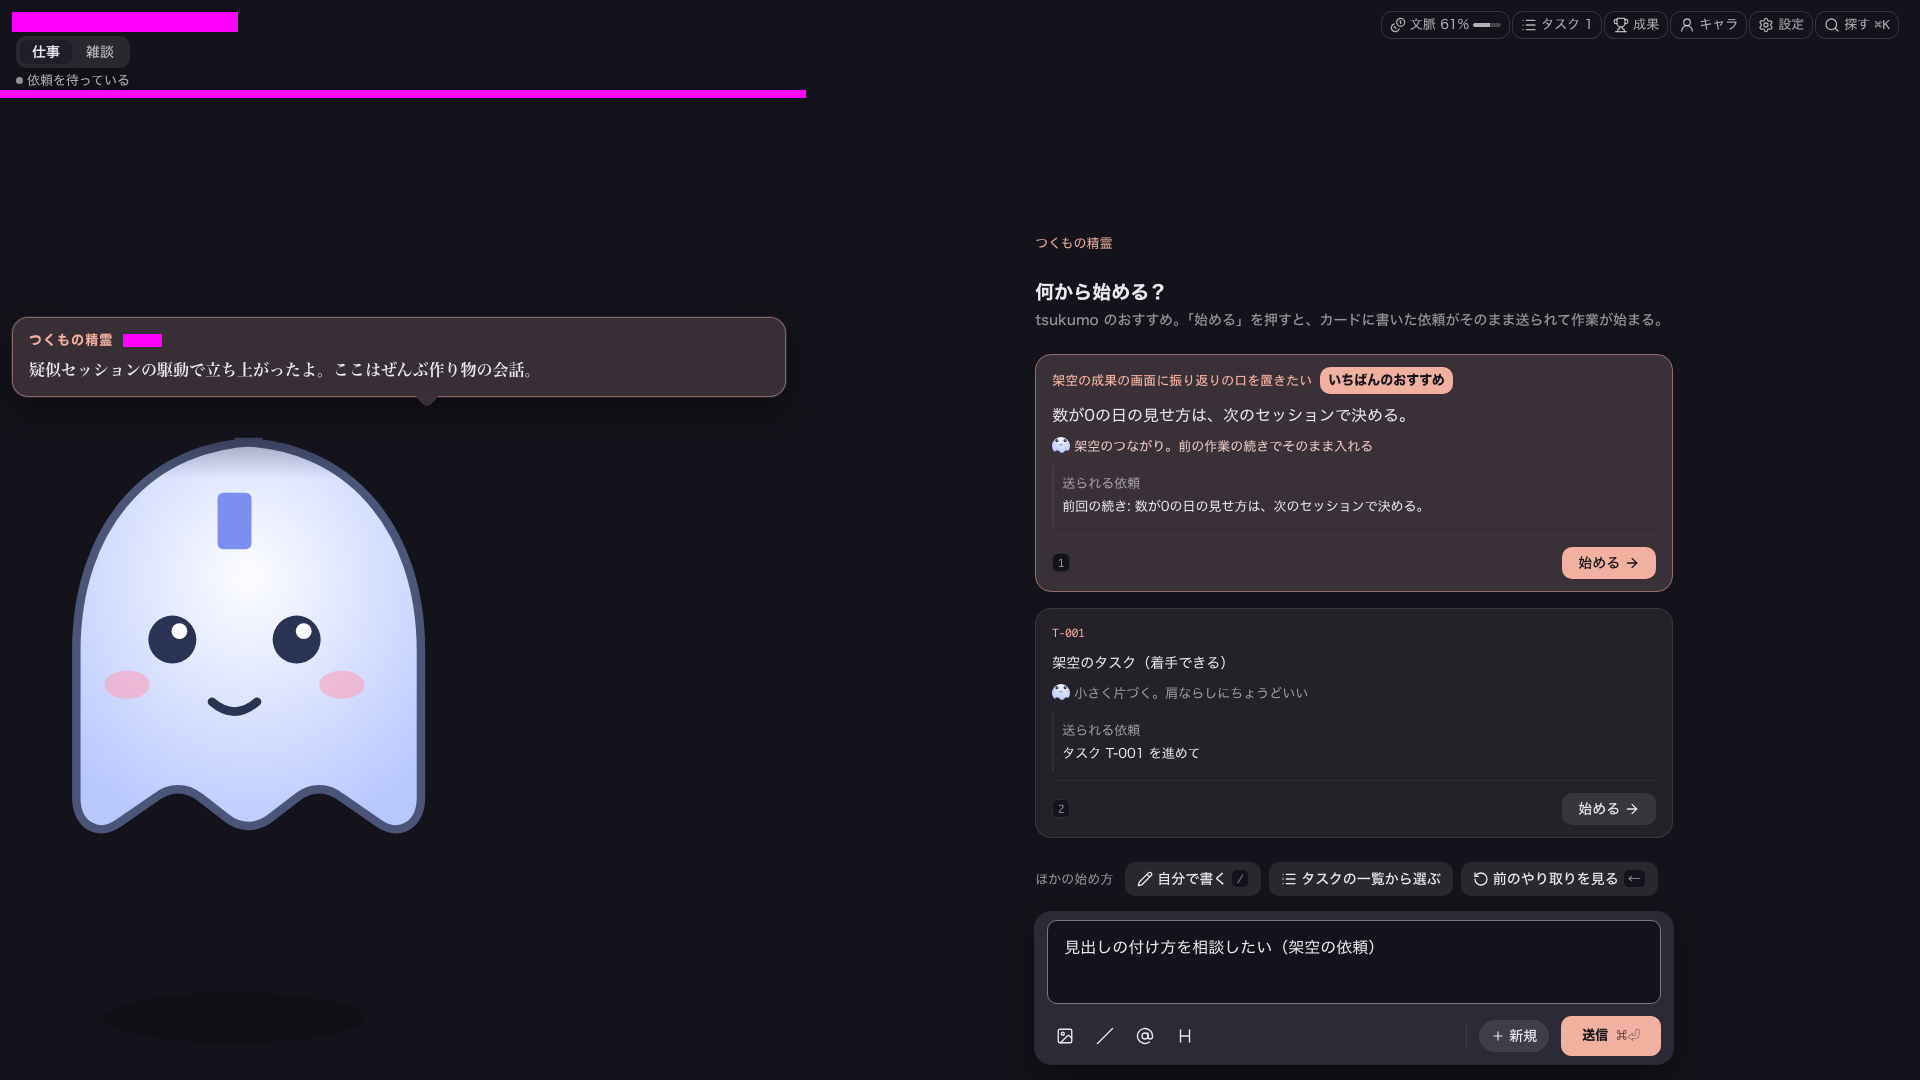 仕事 雑談
依頼を待っている
文脈 61% タスク 1 成果 キャラ 設定 探す ⌘K
つくもの精霊
疑似セッションの駆動で立ち上がったよ。ここはぜんぶ作り物の会話。
つくもの精霊
何から始める？
tsukumo のおすすめ。「始める」を押すと、カードに書いた依頼がそのまま送られて作業が始まる。
架空の成果の画面に振り返りの口を置きたい いちばんのおすすめ
数が0の日の見せ方は、次のセッションで決める。
架空のつながり。前の作業の続きでそのまま入れる
送られる依頼
前回の続き: 数が0の日の見せ方は、次のセッションで決める。
1 始める →
T-001
架空のタスク（着手できる）
小さく片づく。肩ならしにちょうどいい
送られる依頼
タスク T-001 を進めて
2 始める →
ほかの始め方 自分で書く / タスクの一覧から選ぶ 前のやり取りを見る ←
見出しの付け方を相談したい（架空の依頼）
+ 新規 送信 ⌘⏎